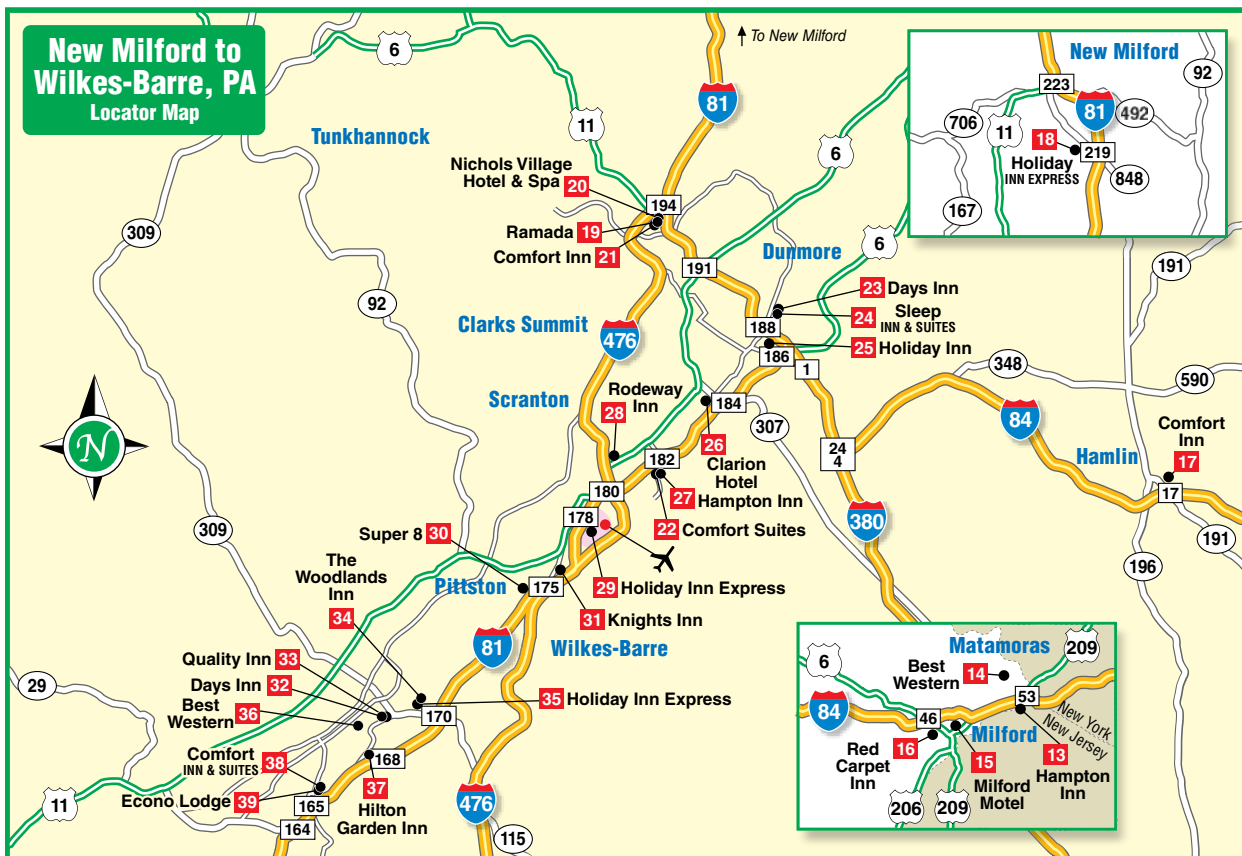 New Milford to
Wilkes-Barre, PA
Locator Map
6
To New Milford
81
11
Tunkhannock
6
Nichols Village
Hotel & Spa 20
194
Ramada 19
Comfort Inn 21
309
191
Dunmore
6
92
23 Days Inn
24 Sleep
INN & SUITES
188
Clarks Summit
476
25 Holiday Inn
186
1
348
590
191
Scranton
Rodeway
Inn
28
184
307
84
26
Clarion
Hotel
24
4
Comfort
Inn
17
Hamlin
17
182
27 Hampton Inn
180
N
178
22 Comfort Suites
380
191
309
Super 8 30
The
Woodlands
Inn
34
Pittston
175
29 Holiday Inn Express
196
31 Knights Inn
81
Wilkes-Barre
Quality Inn 33
Days Inn 32
29
Best
Western 36
35 Holiday Inn Express
170
168
Comfort
INN & SUITES 38
37
Hilton
Garden Inn
Econo Lodge 39
165
164
11
476
115
New Milford
92
223
81
492
706
11
18
Holiday
INN EXPRESS
219
848
167
Matamoras
209
6
Best
Western 14
53
84
46
New York
New Jersey
Milford
16
Red
Carpet
Inn
15
Milford
Motel
13
Hampton
Inn
206
209